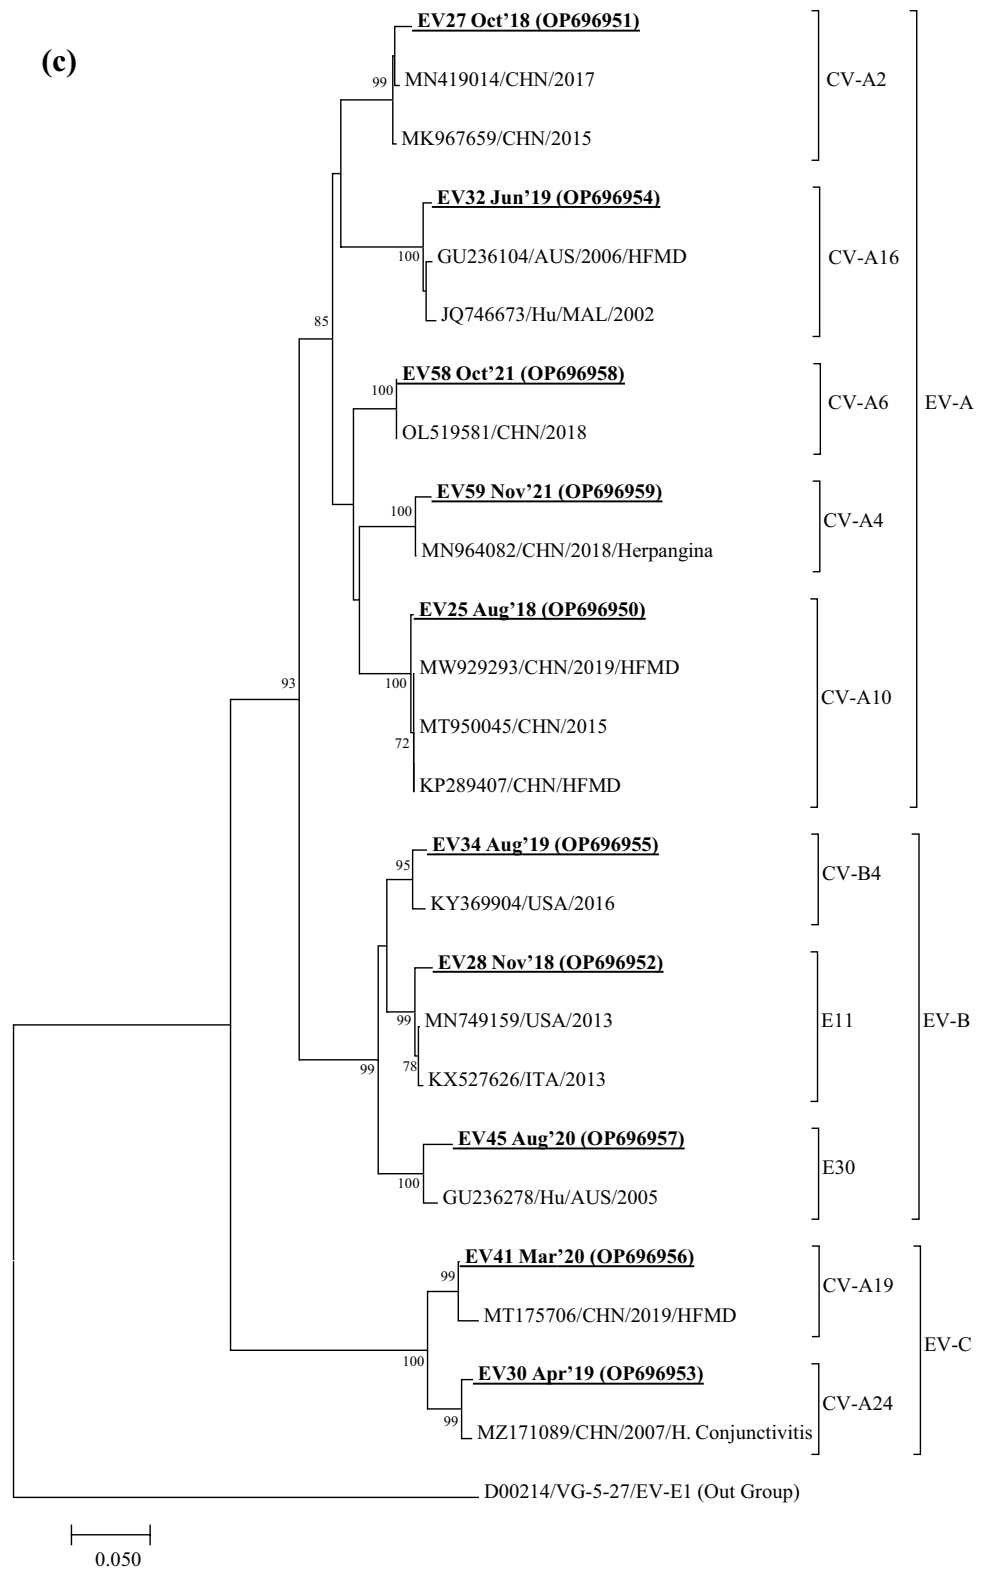 (c)
EV27 Oct’18 (OP696951)
99
MN419014/CHN/2017
CV-A2
MK967659/CHN/2015
EV32 Jun’19 (OP696954)
100
GU236104/AUS/2006/HFMD
CV-A16
JQ746673/Hu/MAL/2002
85
EV58 Oct’21 (OP696958)
100
CV-A6
EV-A
OL519581/CHN/2018
EV59 Nov’21 (OP696959)
100
CV-A4
MN964082/CHN/2018/Herpangina
EV25 Aug’18 (OP696950)
MW929293/CHN/2019/HFMD
93
100
CV-A10
MT950045/CHN/2015
72
KP289407/CHN/HFMD
EV34 Aug’19 (OP696955)
95
CV-B4
KY369904/USA/2016
EV28 Nov’18 (OP696952)
99
MN749159/USA/2013
E11
EV-B
99
78
KX527626/ITA/2013
EV45 Aug’20 (OP696957)
E30
100
GU236278/Hu/AUS/2005
EV41 Mar’20 (OP696956)
99
CV-A19
MT175706/CHN/2019/HFMD
EV-C
100
EV30 Apr’19 (OP696953)
CV-A24
99
MZ171089/CHN/2007/H. Conjunctivitis
D00214/VG-5-27/EV-E1 (Out Group)
0.050